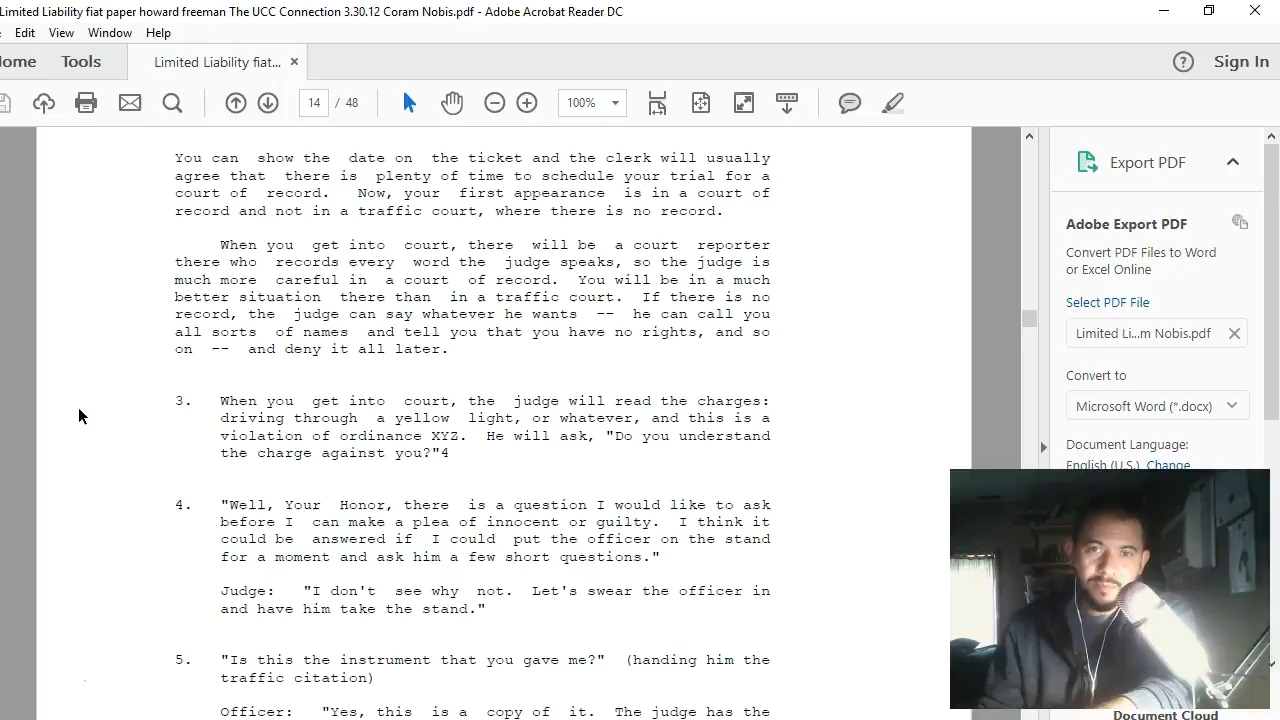 Limited Liability fiat paper howard freeman The UCC Connection 3.30.12 Coram Nobis.pdf - Adobe Acrobat Reader DC
Edit View Window Help
Home Tools Limited Liability fiat... × Sign In
14 / 48 100%
You can show the date on the ticket and the clerk will usually
agree that there is plenty of time to schedule your trial for a
court of record. Now, your first appearance is in a court of
record and not in a traffic court, where there is no record.
When you get into court, there will be a court reporter
there who records every word the judge speaks, so the judge is
much more careful in a court of record. You will be in a much
better situation there than in a traffic court. If there is no
record, the judge can say whatever he wants -- he can call you
all sorts of names and tell you that you have no rights, and so
on -- and deny it all later.
3. When you get into court, the judge will read the charges:
driving through a yellow light, or whatever, and this is a
violation of ordinance XYZ. He will ask, "Do you understand
the charge against you?"4
4. "Well, Your Honor, there is a question I would like to ask
before I can make a plea of innocent or guilty. I think it
could be answered if I could put the officer on the stand
for a moment and ask him a few short questions."
Judge: "I don't see why not. Let's swear the officer in
and have him take the stand."
5. "Is this the instrument that you gave me?" (handing him the
traffic citation)
Officer: "Yes, this is a copy of it. The judge has the
Export PDF
Adobe Export PDF
Convert PDF Files to Word
or Excel Online
Select PDF File
Limited Li...m Nobis.pdf
Convert to
Microsoft Word (*.docx)
Document Language:
English (U.S.) Change
Document Cloud